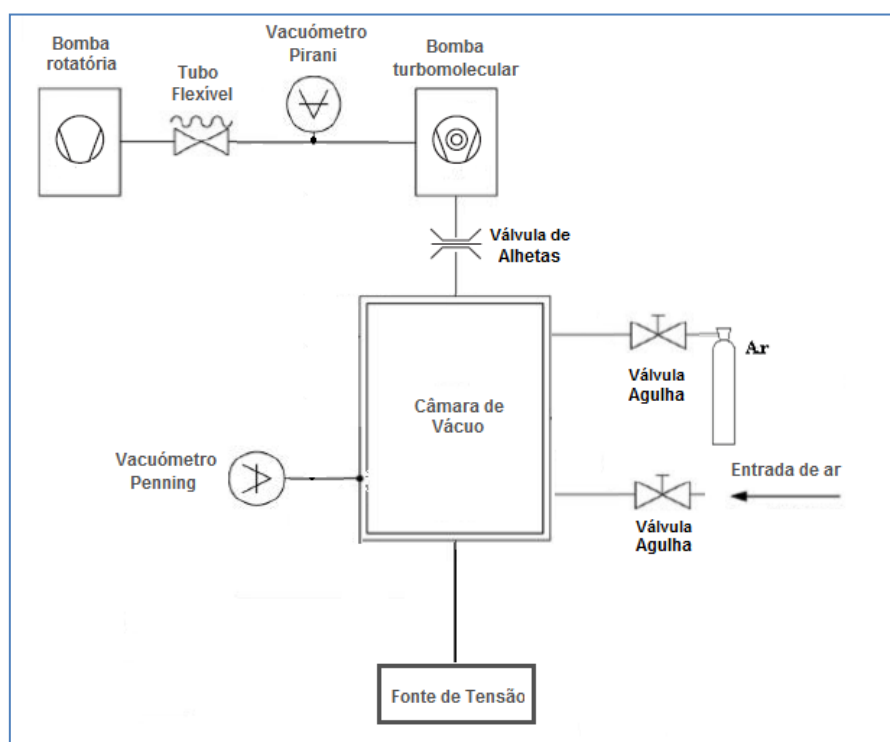 Bomba
rotatória
Tubo
Flexível
Vacuómetro
Pirani
Bomba
turbomolecular
Válvula de
Alhetas
Ar
Válvula
Agulha
Câmara de
Vácuo
Vacuómetro
Penning
Entrada de ar
Válvula
Agulha
Fonte de Tensão